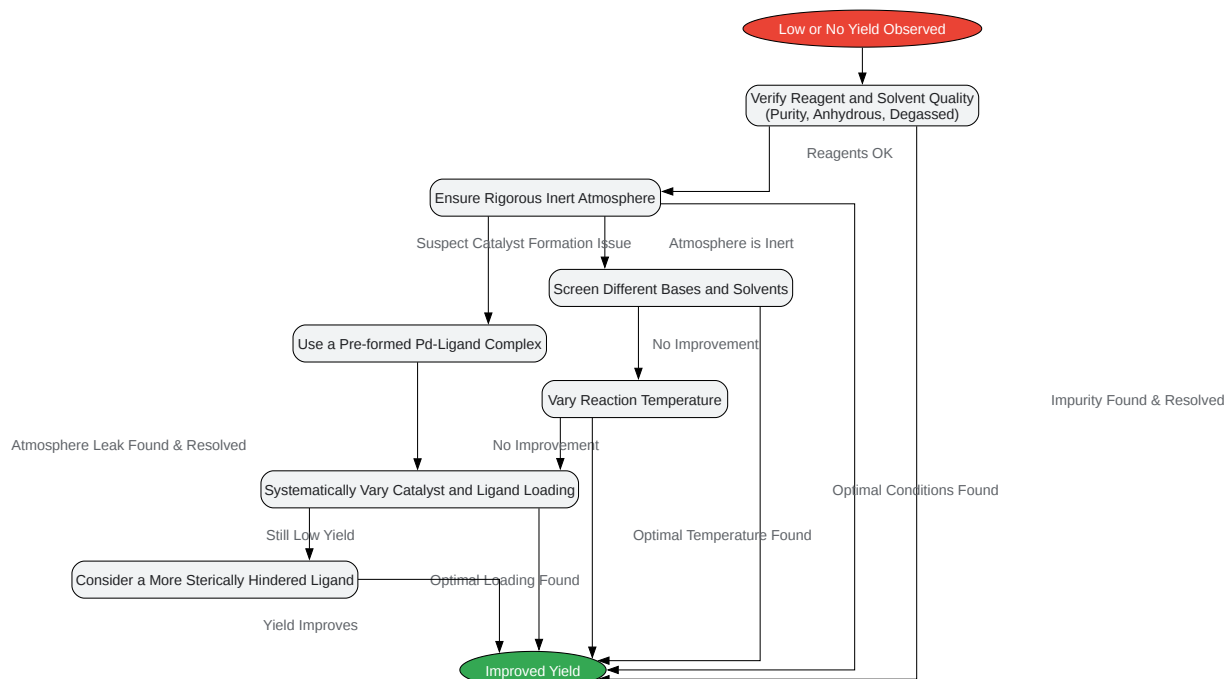 Low or No Yield Observed
Verify Reagent and Solvent Quality
(Purity, Anhydrous, Degassed)
Reagents OK
Ensure Rigorous Inert Atmosphere
Suspect Catalyst Formation Issue
Atmosphere is Inert
Screen Different Bases and Solvents
Use a Pre-formed Pd-Ligand Complex
No Improvement
Vary Reaction Temperature
Impurity Found & Resolved
Atmosphere Leak Found & Resolved
No Improvement
Systematically Vary Catalyst and Ligand Loading
Optimal Conditions Found
Still Low Yield
Optimal Temperature Found
Consider a More Sterically Hindered Ligand
Optimal Loading Found
Yield Improves
Improved Yield